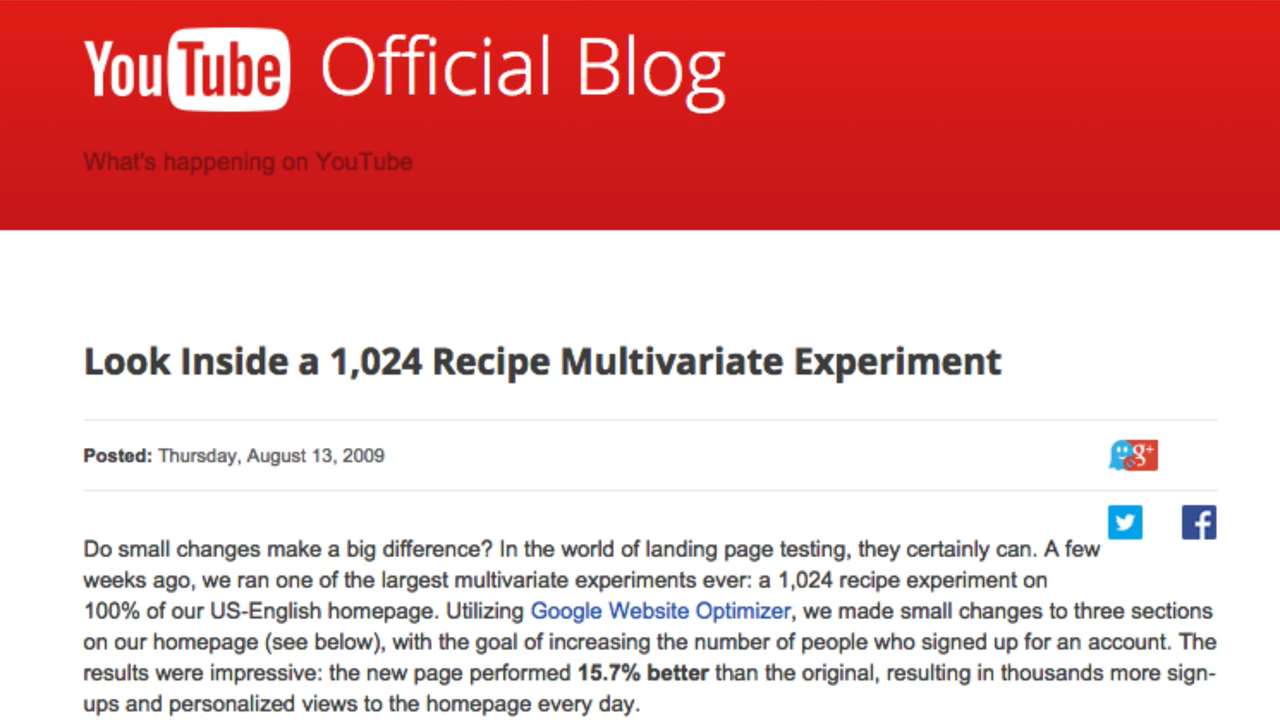 YouTube Official Blog
What's happening on YouTube
Look Inside a 1,024 Recipe Multivariate Experiment
Posted: Thursday, August 13, 2009
g+
Do small changes make a big difference? In the world of landing page testing, they certainly can. A few
weeks ago, we ran one of the largest multivariate experiments ever: a 1,024 recipe experiment on
100% of our US-English homepage. Utilizing Google Website Optimizer, we made small changes to three sections
on our homepage (see below), with the goal of increasing the number of people who signed up for an account. The
results were impressive: the new page performed 15.7% better than the original, resulting in thousands more sign-
ups and personalized views to the homepage every day.